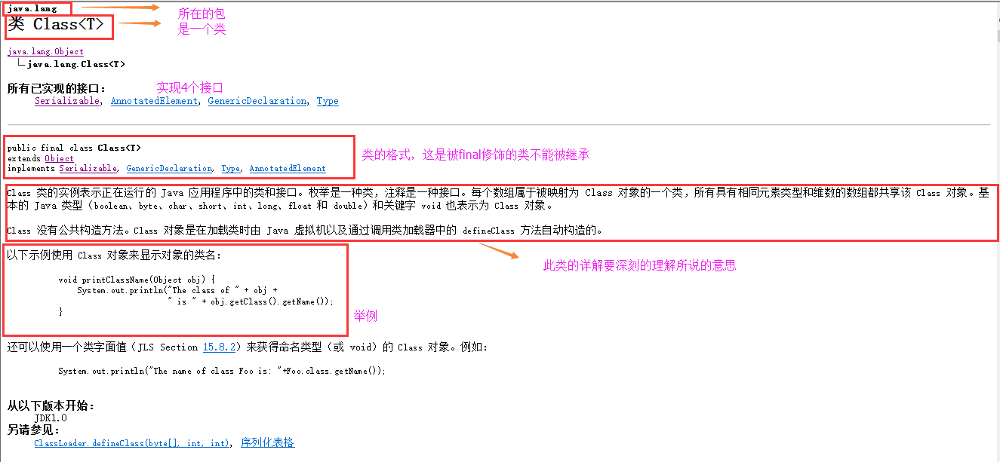 java.lang
所在的包
类 Class<T>
是一个类
java.lang.Object
java.lang.Class<T>
所有已实现的接口：
实现4个接口
Serializable, AnnotatedElement, GenericDeclaration, Type
public final class Class<T>
extends Object
implements Serializable, GenericDeclaration, Type, AnnotatedElement
类的格式，这是被final修饰的类不能被继承
Class 类的实例表示正在运行的 Java 应用程序中的类和接口。枚举是一种类，注释是一种接口。每个数组属于被映射为 Class 对象的一个类，所有具有相同元素类型和维数的数组都共享该 Class 对象。基
本的 Java 类型（boolean、byte、char、short、int、long、float 和 double）和关键字 void 也表示为 Class 对象。
Class 没有公共构造方法。Class 对象是在加载类时由 Java 虚拟机以及通过调用类加载器中的 defineClass 方法自动构造的。
以下示例使用 Class 对象来显示对象的类名：
此类的详解要深刻的理解所说的意思
void printClassName(Object obj) {
System.out.println("The class of " + obj +
" is " + obj.getClass().getName());
}
举例
还可以使用一个类字面值（JLS Section 15.8.2）来获得命名类型（或 void）的 Class 对象。例如：
System.out.println("The name of class Foo is: "+Foo.class.getName());
从以下版本开始：
JDK1.0
另请参见：
ClassLoader.defineClass(byte[], int, int), 序列化表格